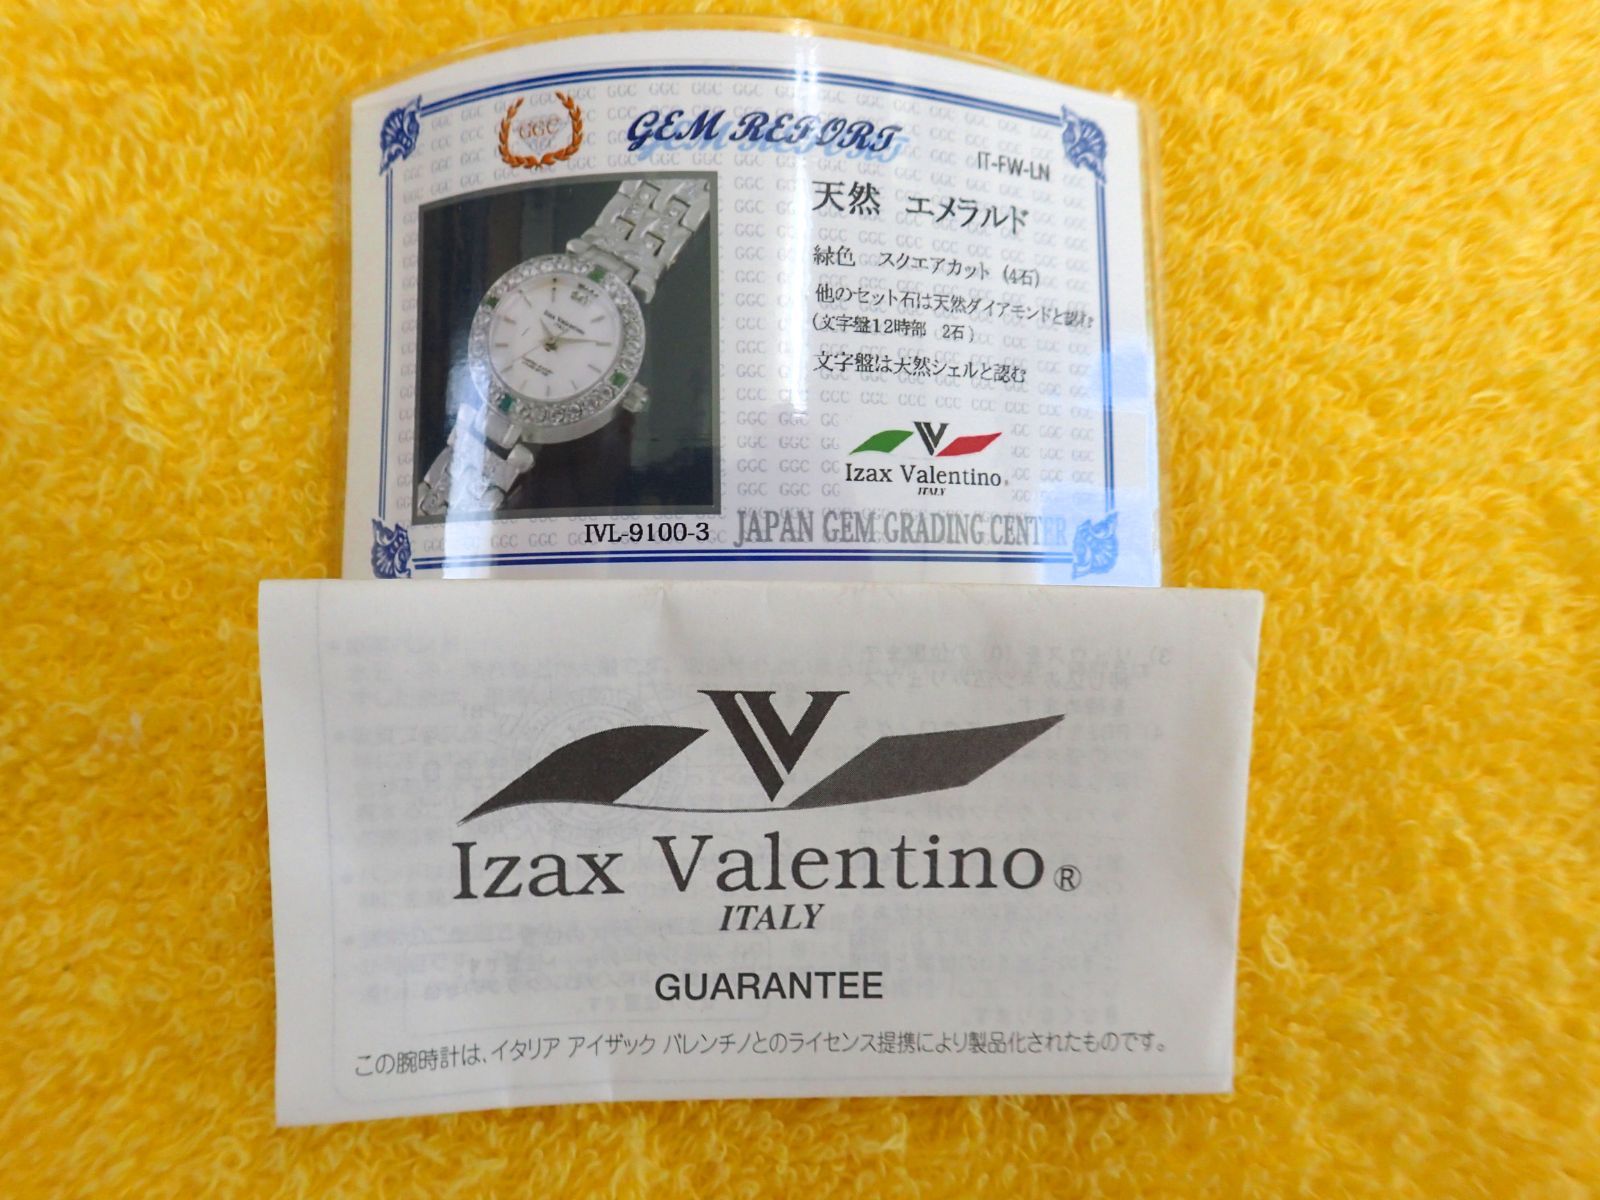 GGC
GEM REPORT
IT-FW-LN
天然 エメラルド
緑色 スクエアカット (4石)
他のセット石は天然ダイアモンドと認む
(文字盤12時部 2石)
文字盤は天然シェルと認む
Izax Valentino
Izax Valentino®
ITALY
IVL-9100-3
JAPAN GEM GRADING CENTER
Izax Valentino®
ITALY
GUARANTEE
この腕時計は、イタリア アイザック バレンチノとのライセンス提携により製品化されたものです。